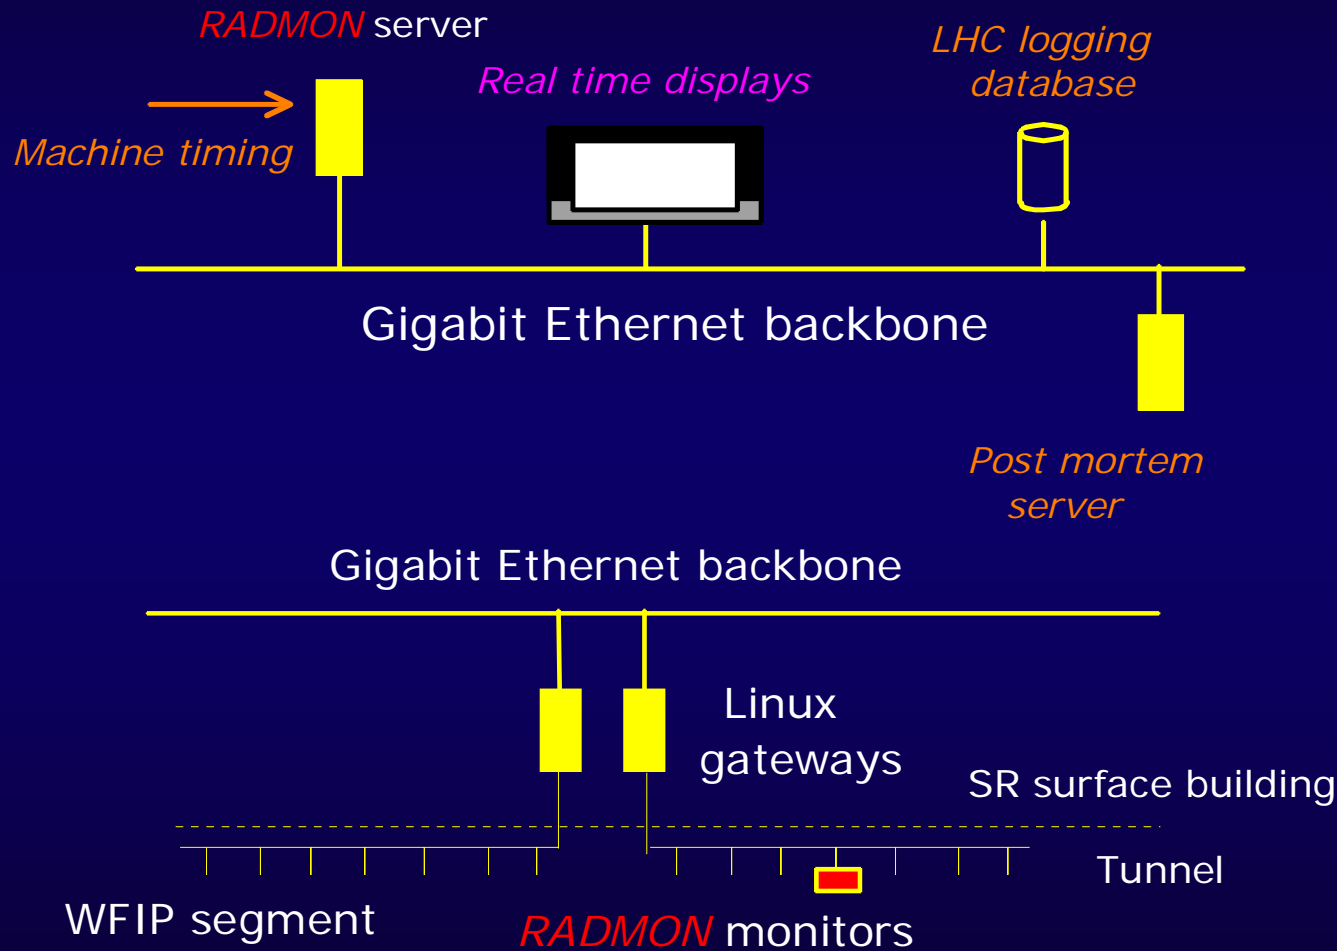 RADMON server
LHC logging
database
Real time displays
Machine timing
Gigabit Ethernet backbone
Post mortem
server
Gigabit Ethernet backbone
Linux
gateways
SR surface building
Tunnel
WFIP segment
RADMON monitors